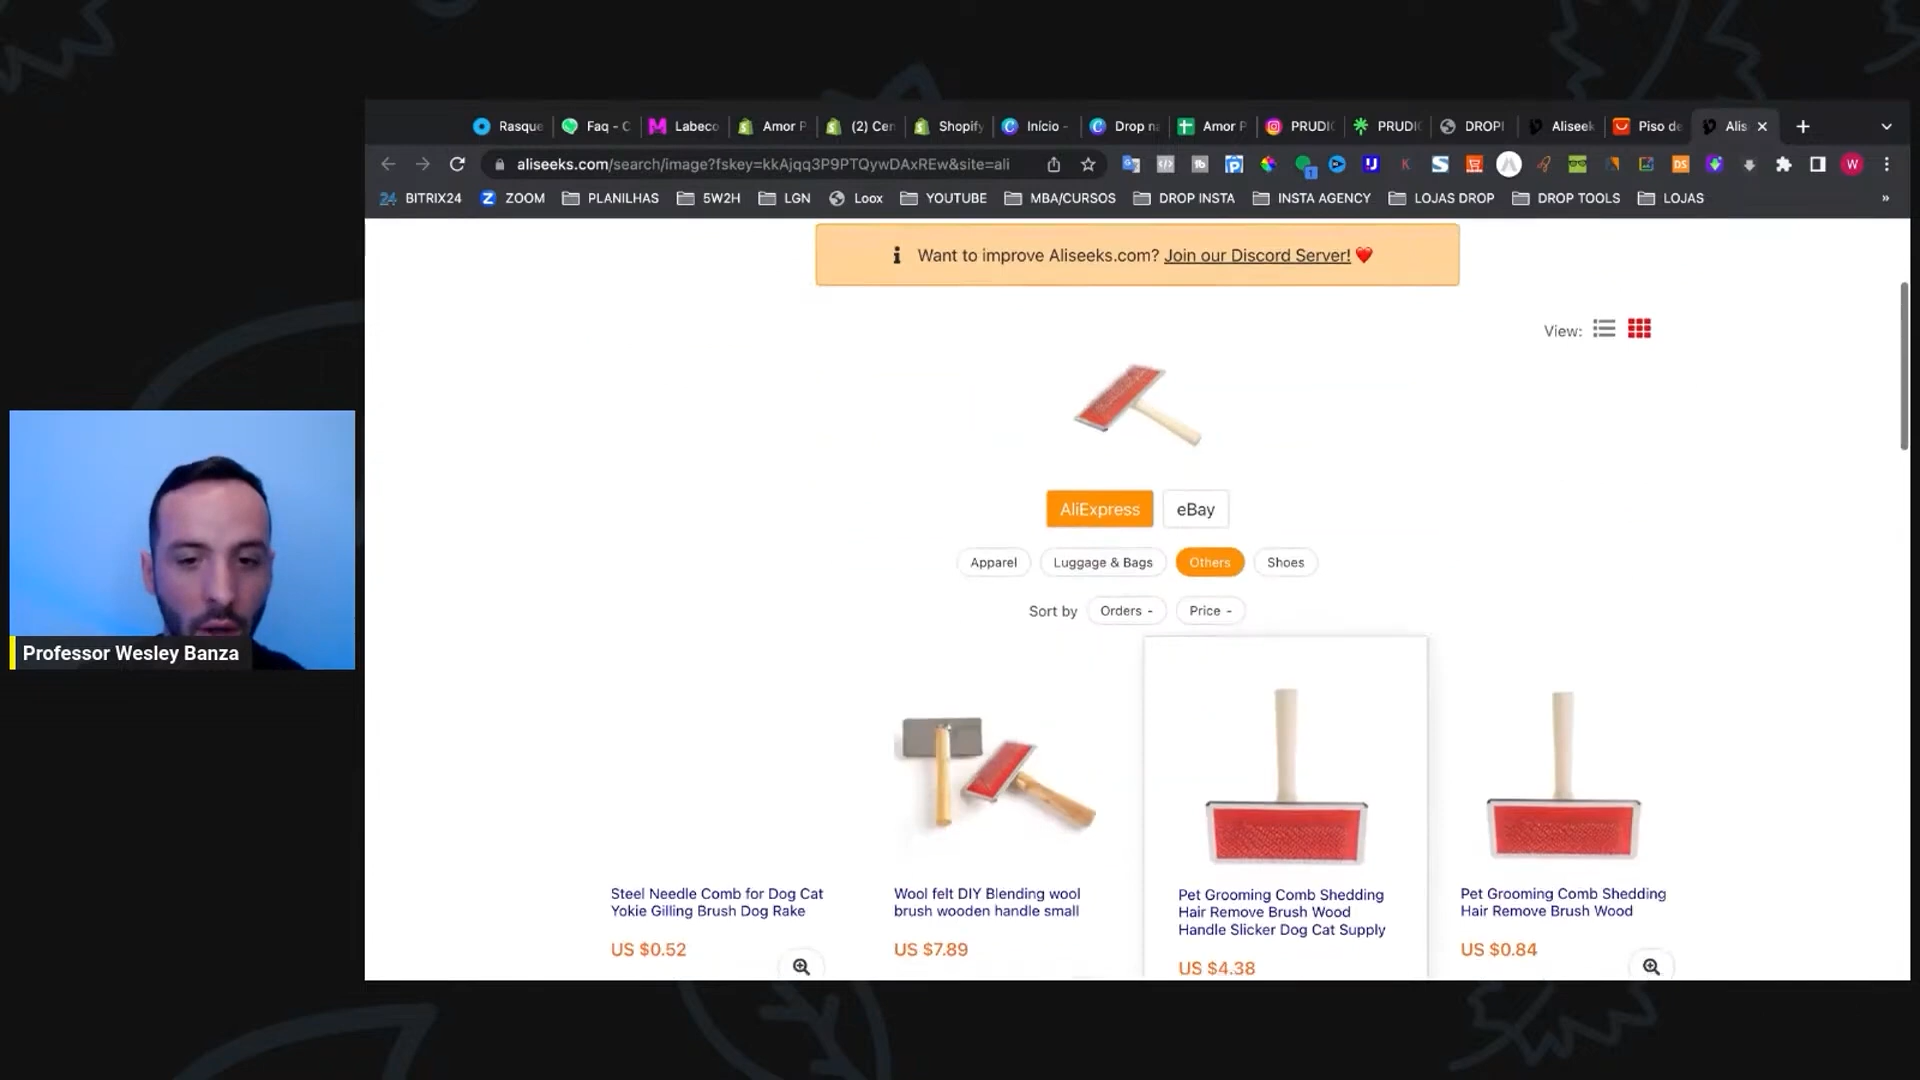 Rasque
Faq - C
Labeco
Amor P
(2) Cen
Shopify
Início -
Drop na
Amor P
PRUDIC
PRUDIC
DROPI
Aliseek
Piso de
Alis
aliseeks.com/search/image?fskey=kkAjqq3P9PTQywDAxREw&site=ali
24 BITRIX24
ZOOM
PLANILHAS
5W2H
LGN
Loox
YOUTUBE
MBA/CURSOS
DROP INSTA
INSTA AGENCY
LOJAS DROP
DROP TOOLS
LOJAS
»
Want to improve Aliseeks.com? Join our Discord Server!
View:
AliExpress
eBay
Apparel
Luggage & Bags
Others
Shoes
Sort by
Orders -
Price -
Steel Needle Comb for Dog Cat
Yokie Gilling Brush Dog Rake
US $0.52
Wool felt DIY Blending wool
brush wooden handle small
US $7.89
Pet Grooming Comb Shedding
Hair Remove Brush Wood
Handle Slicker Dog Cat Supply
US $4.38
Pet Grooming Comb Shedding
Hair Remove Brush Wood
US $0.84
Professor Wesley Banza